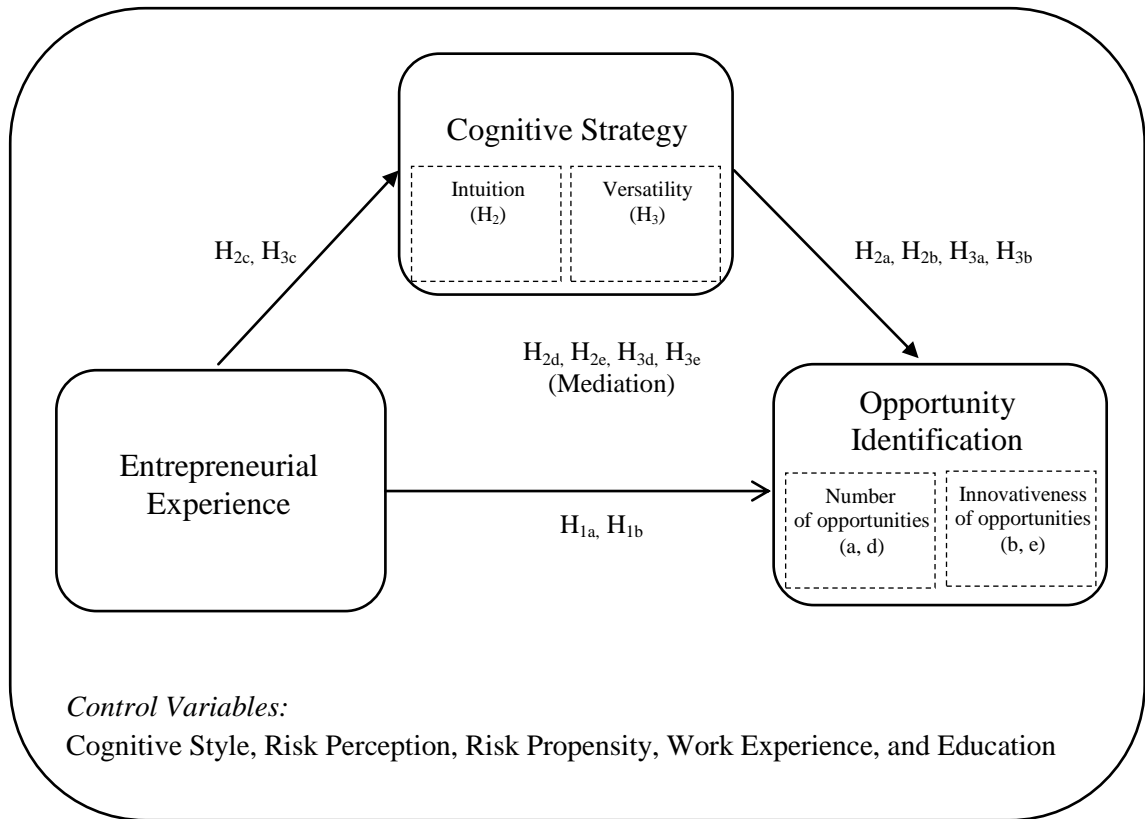 Cognitive Strategy
Intuition
(H2)
Versatility
(H3)
H2c, H3c
H2a, H2b, H3a, H3b
H2d, H2e, H3d, H3e
(Mediation)
Entrepreneurial
Experience
Opportunity
Identification
Number
of opportunities
(a, d)
Innovativeness
of opportunities
(b, e)
H1a, H1b
Control Variables:
Cognitive Style, Risk Perception, Risk Propensity, Work Experience, and Education